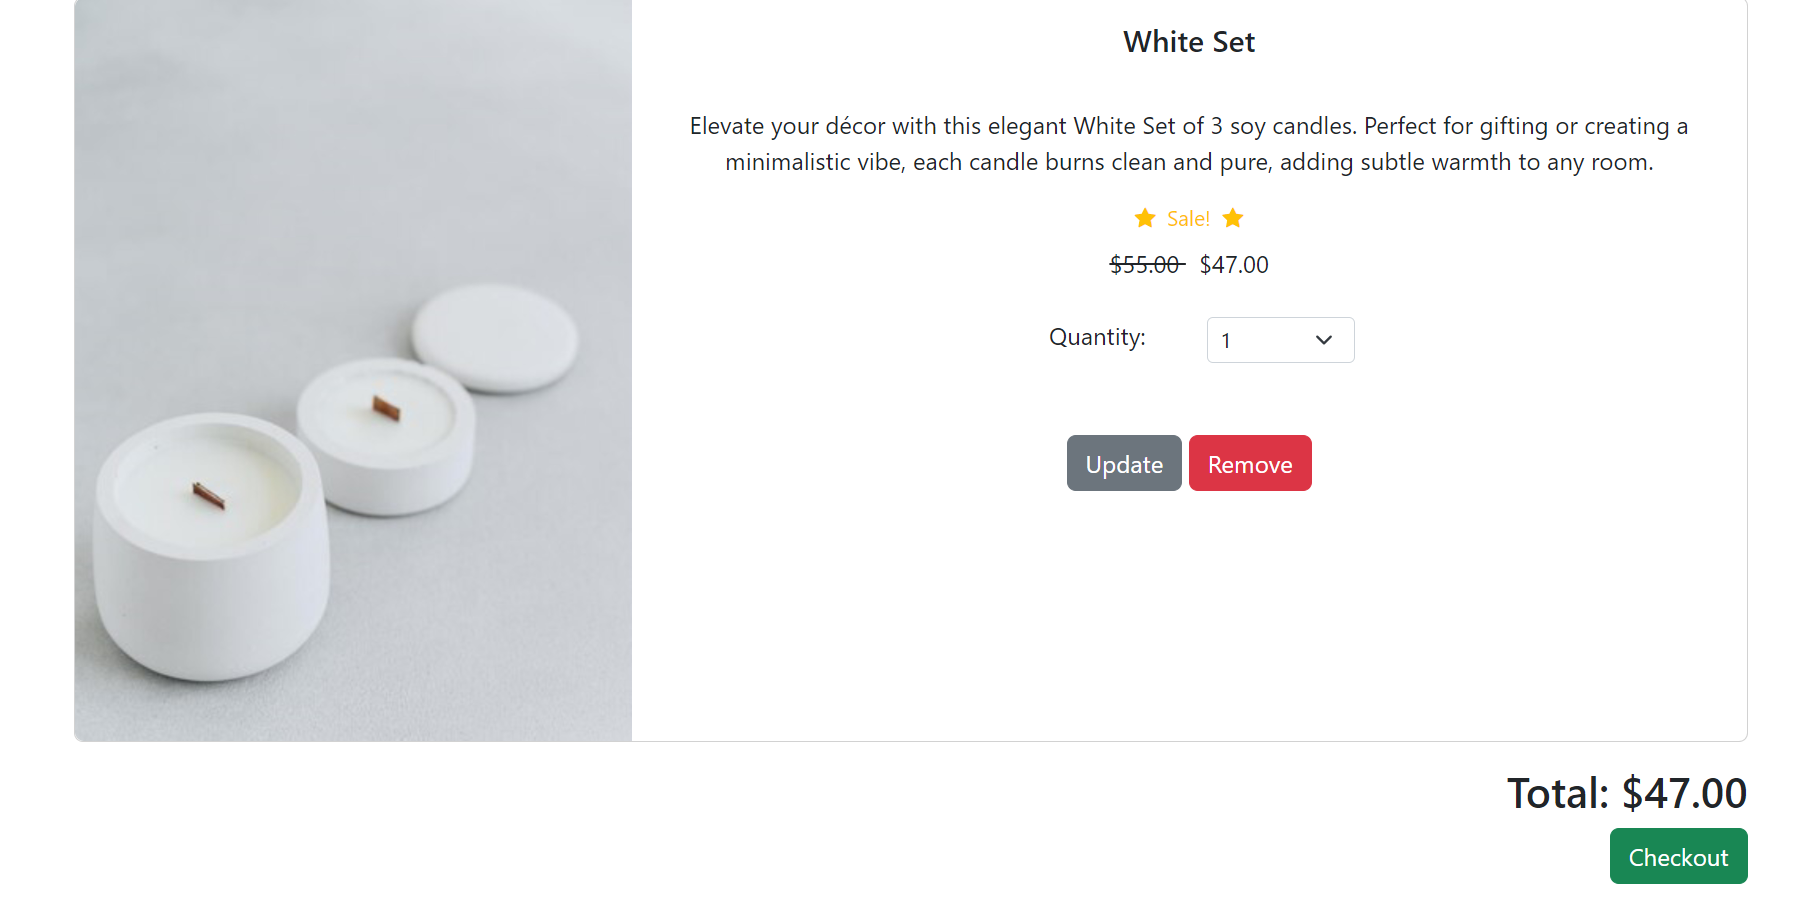 White Set
Elevate your décor with this elegant White Set of 3 soy candles. Perfect for gifting or creating a
minimalistic vibe, each candle burns clean and pure, adding subtle warmth to any room.
Sale!
$55.00 $47.00
Quantity: 1
Update Remove
Total: $47.00
Checkout